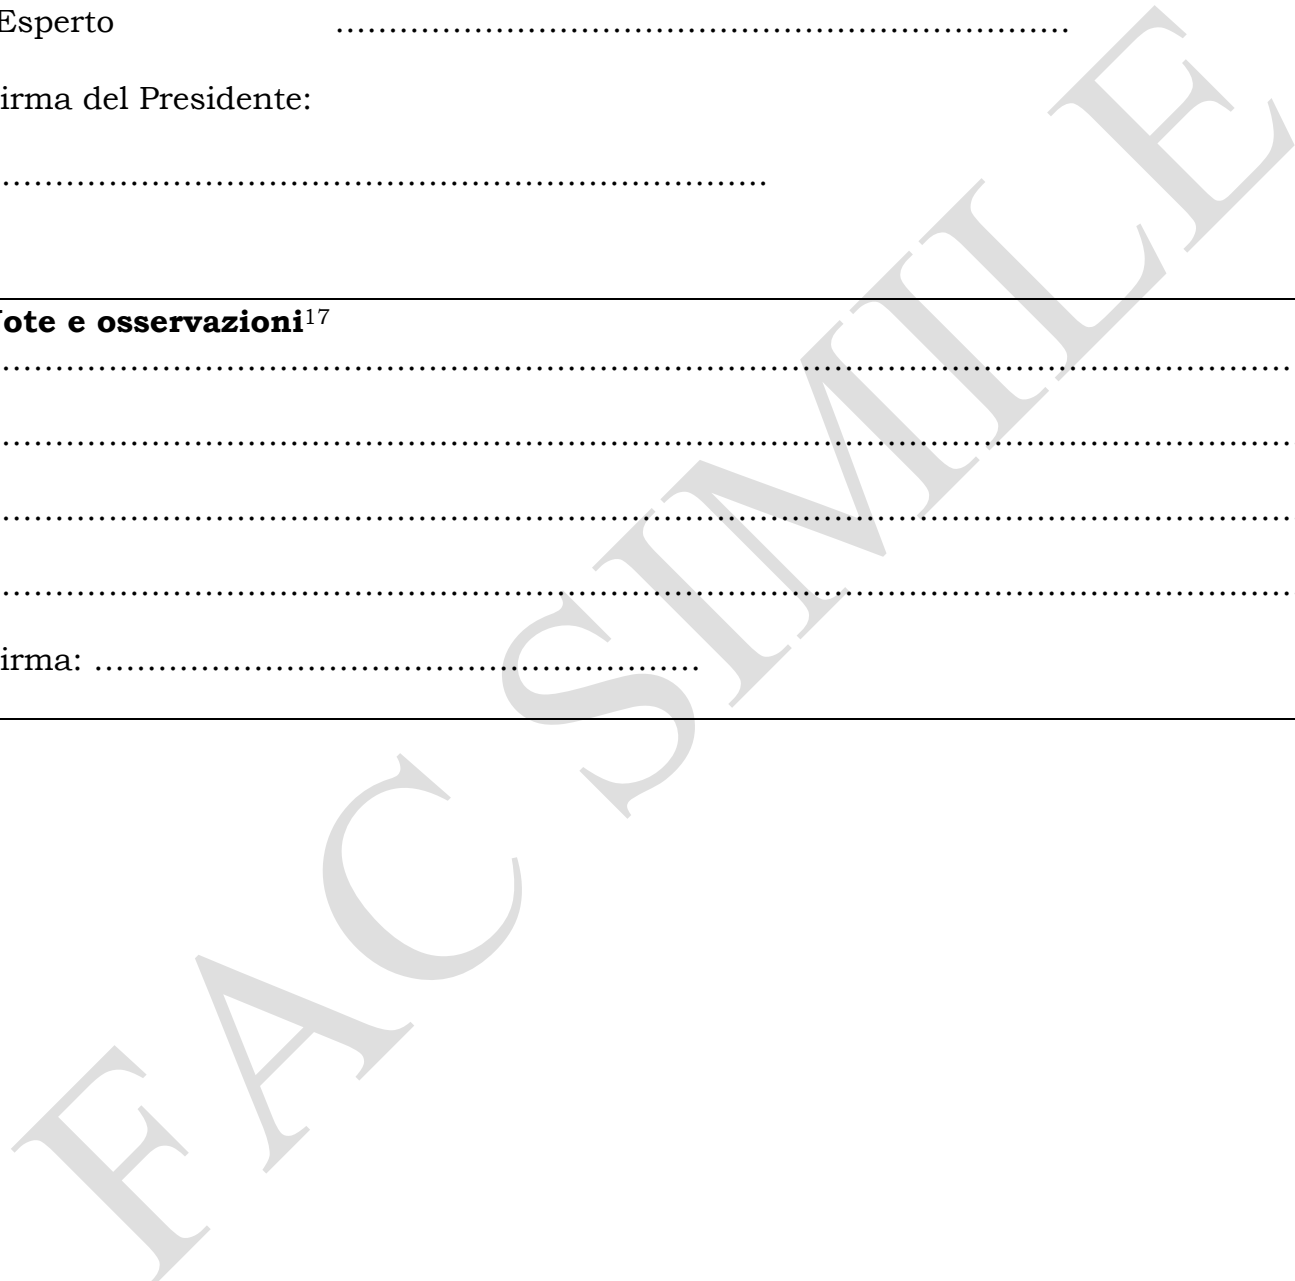 Esperto ......................................................................
irma del Presidente:
.........................................................................
ote e osservazioni17
...........................................................................................................................
...........................................................................................................................
...........................................................................................................................
...........................................................................................................................
irma: .........................................................
FAC SIMILE